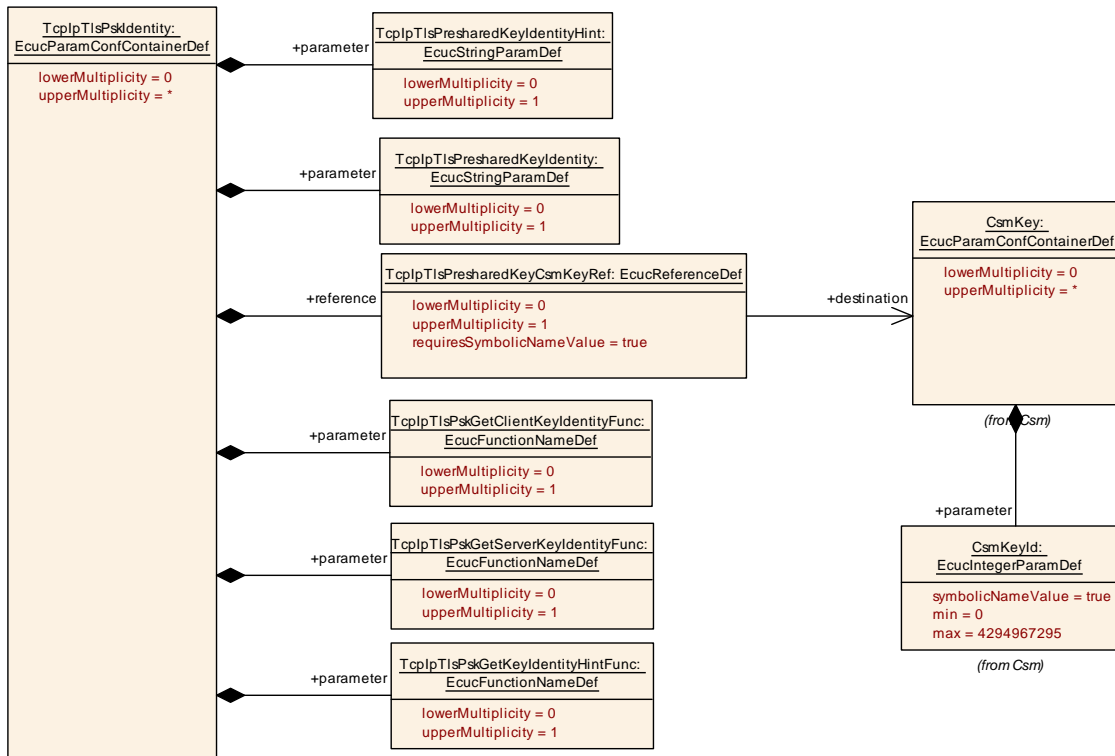 TcpIpTlsPskIdentity:
EcucParamConfContainerDef
lowerMultiplicity = 0
upperMultiplicity = *
+parameter
TcpIpTlsPresharedKeyIdentityHint:
EcucStringParamDef
lowerMultiplicity = 0
upperMultiplicity = 1
+parameter
TcpIpTlsPresharedKeyIdentity:
EcucStringParamDef
lowerMultiplicity = 0
upperMultiplicity = 1
+reference
TcpIpTlsPresharedKeyCsmKeyRef: EcucReferenceDef
lowerMultiplicity = 0
upperMultiplicity = 1
requiresSymbolicNameValue = true
+destination
CsmKey:
EcucParamConfContainerDef
lowerMultiplicity = 0
upperMultiplicity = *
(from Csm)
+parameter
TcpIpTlsPskGetClientKeyIdentityFunc:
EcucFunctionNameDef
lowerMultiplicity = 0
upperMultiplicity = 1
+parameter
CsmKeyId:
EcucIntegerParamDef
symbolicNameValue = true
min = 0
max = 4294967295
(from Csm)
+parameter
TcpIpTlsPskGetServerKeyIdentityFunc:
EcucFunctionNameDef
lowerMultiplicity = 0
upperMultiplicity = 1
+parameter
TcpIpTlsPskGetKeyIdentityHintFunc:
EcucFunctionNameDef
lowerMultiplicity = 0
upperMultiplicity = 1